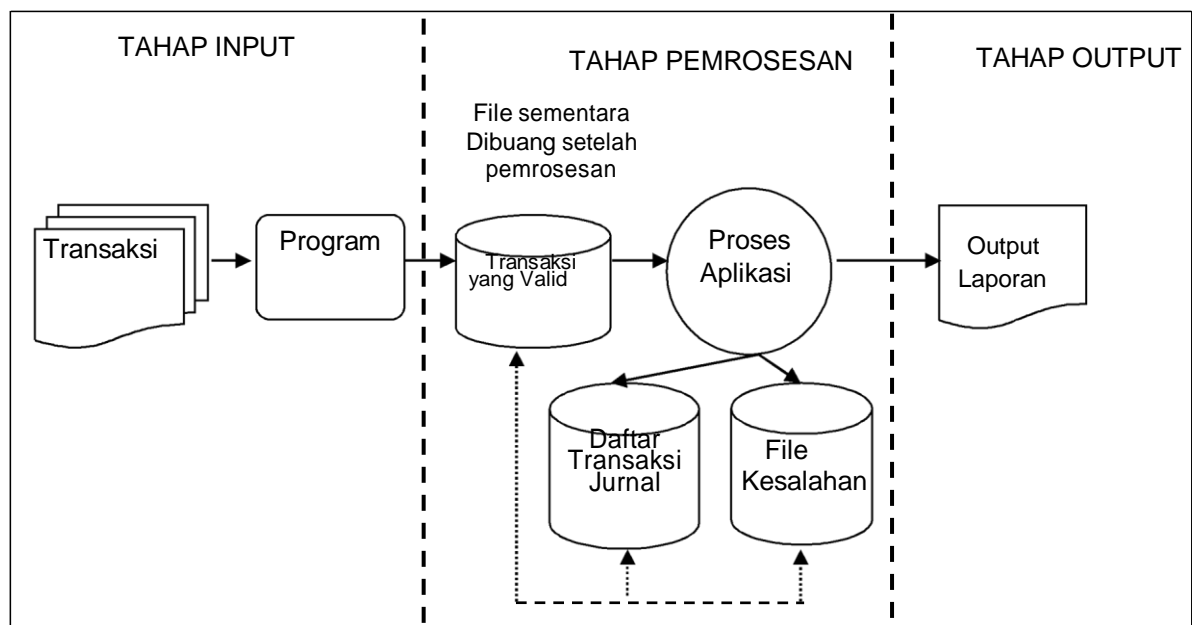 TAHAP INPUT
TAHAP PEMROSESAN
TAHAP OUTPUT
File sementara
Dibuang setelah
pemrosesan
Transaksi
Program
Transaksi
yang Valid
Proses
Aplikasi
Output
Laporan
Daftar
Transaksi
Jurnal
File
Kesalahan